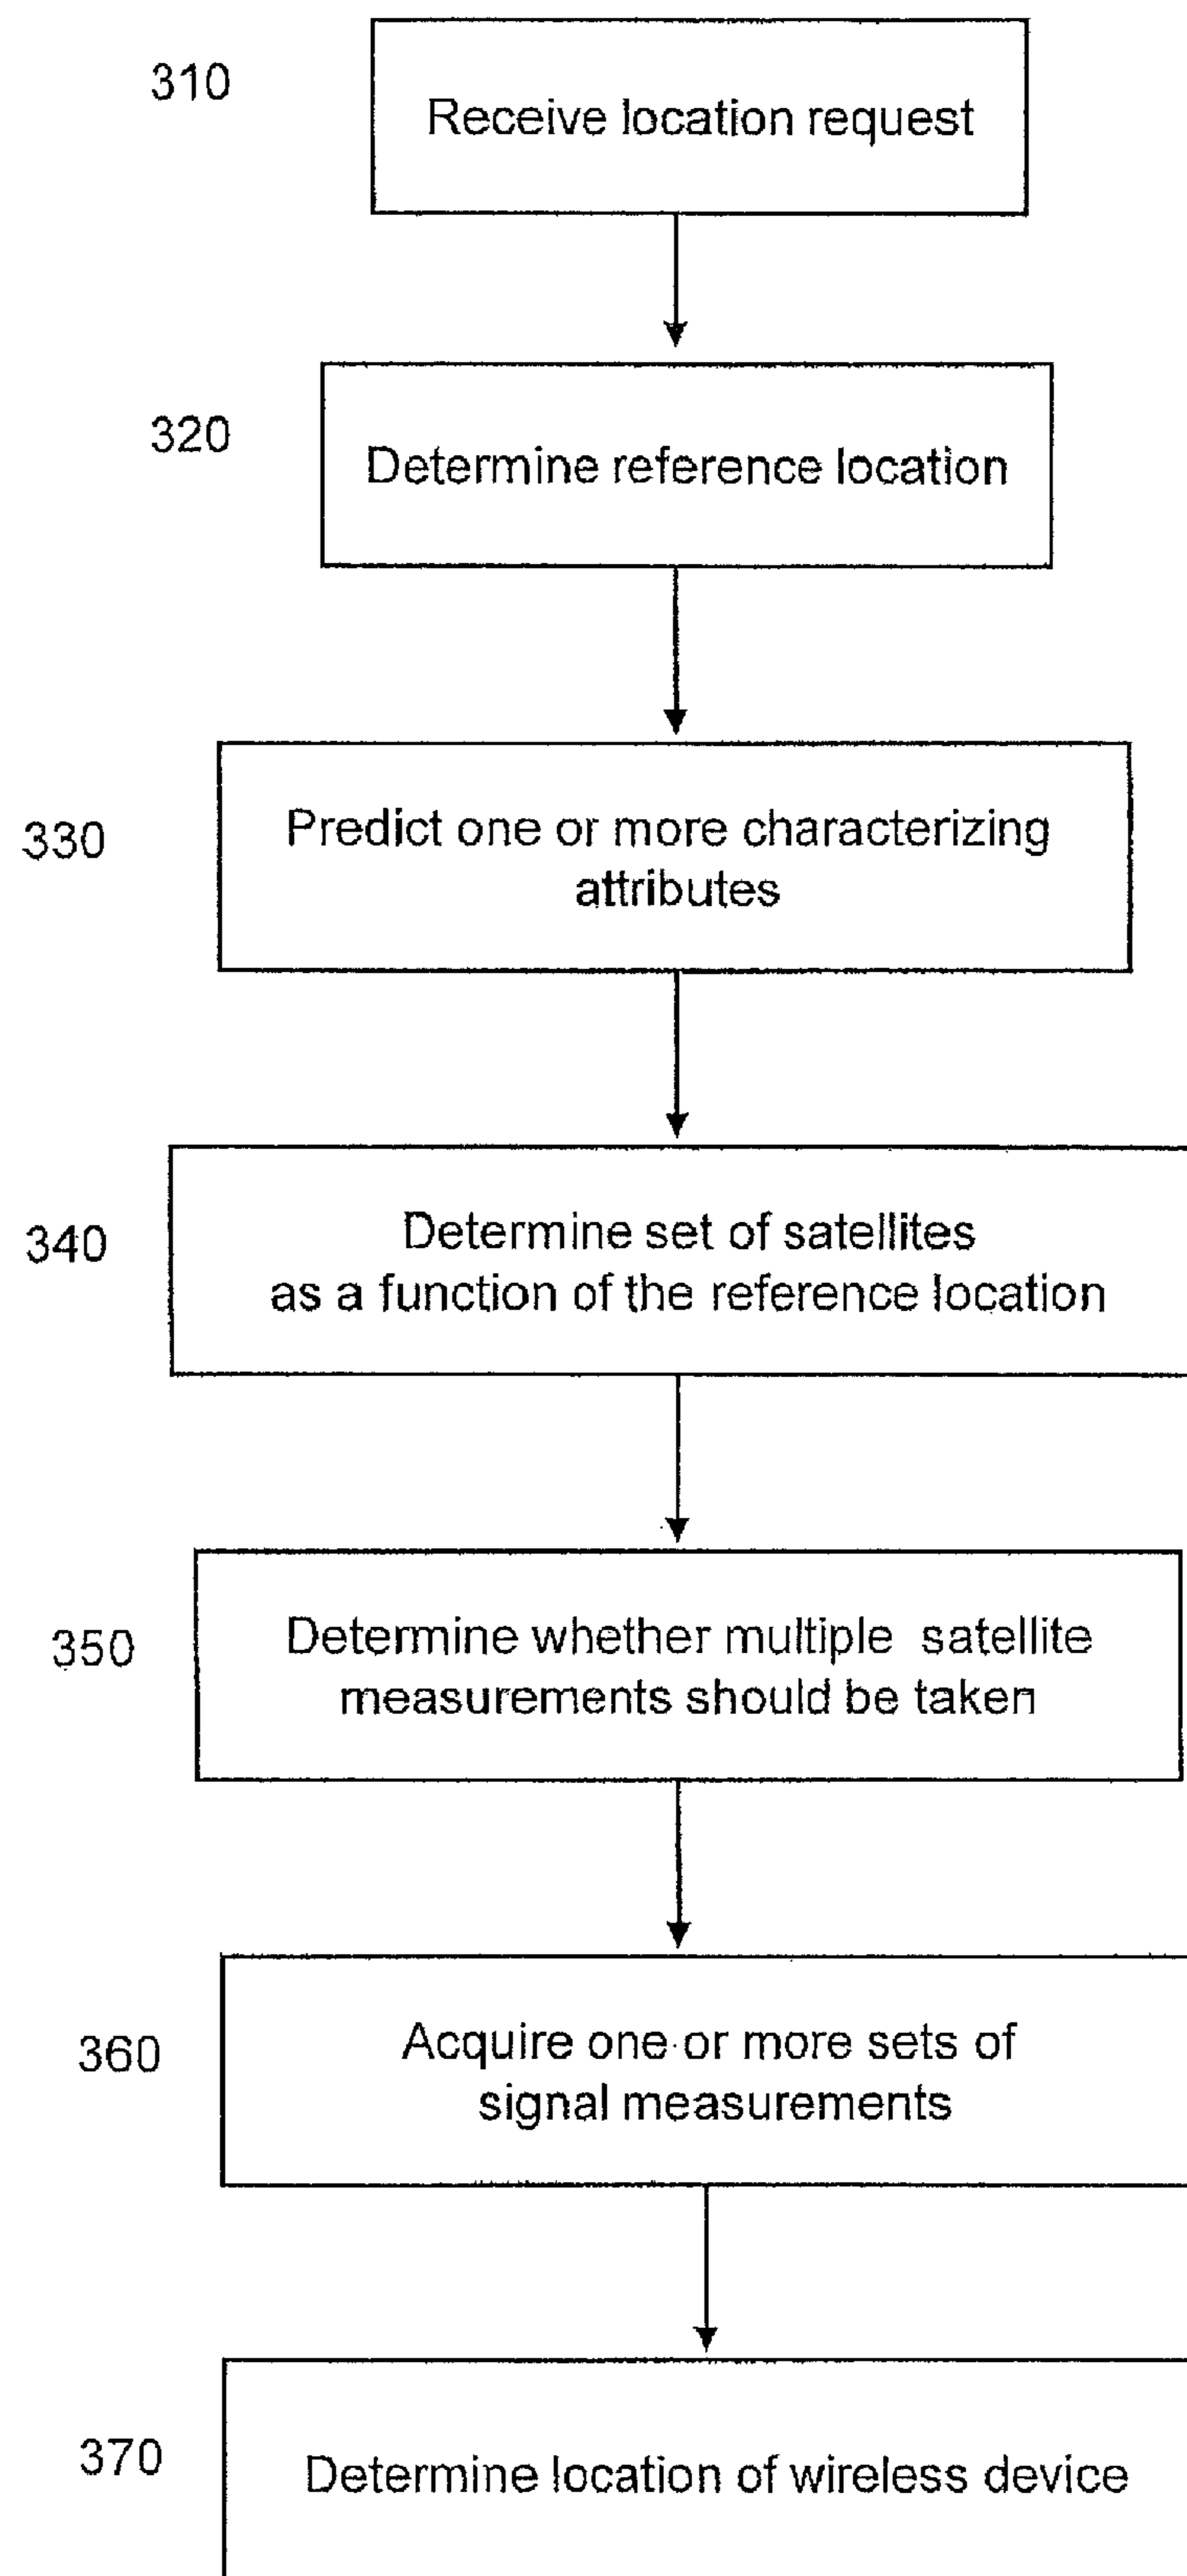 310
Receive location request
320
Determine reference location
330
Predict one or more characterizing
attributes
340
Determine set of satellites
as a function of the reference location
350
Determine whether multiple satellite
measurements should be taken
360
Acquire one or more sets of
signal measurements
370
Determine location of wireless device